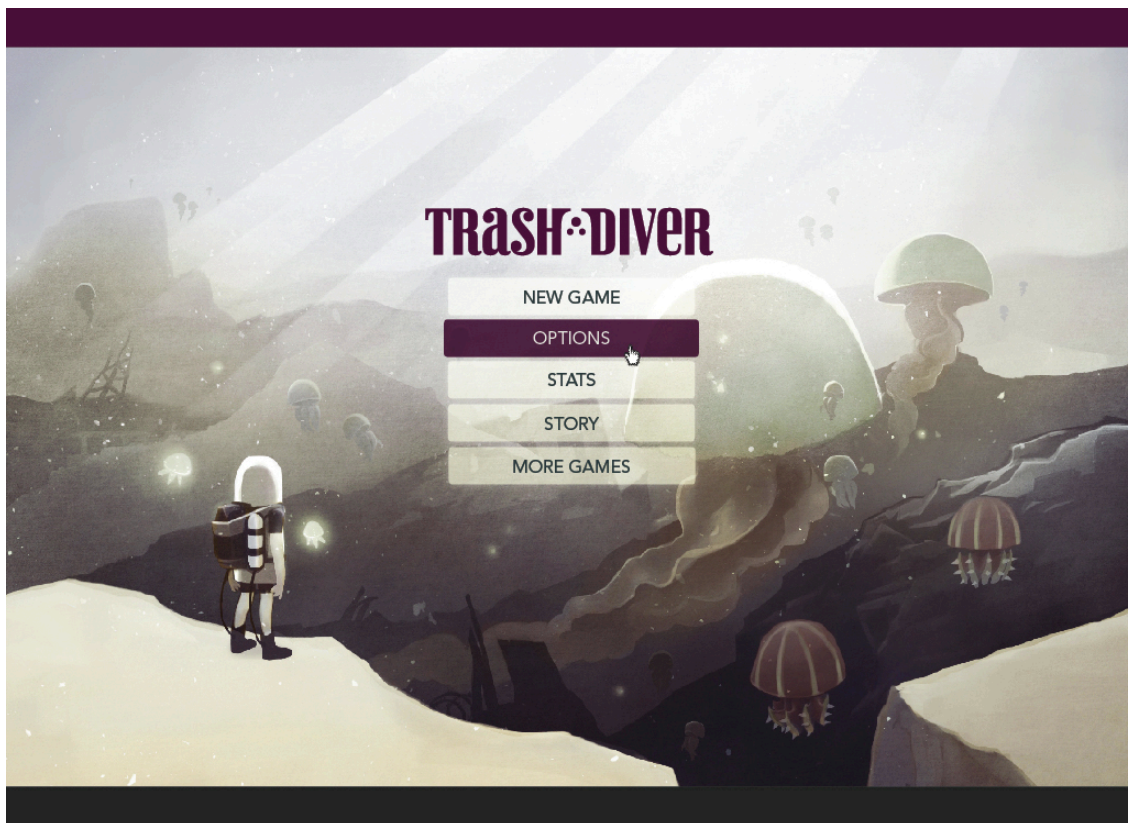 TRaSH DIVeR
NEW GAME
OPTIONS
STATS
STORY
MORE GAMES